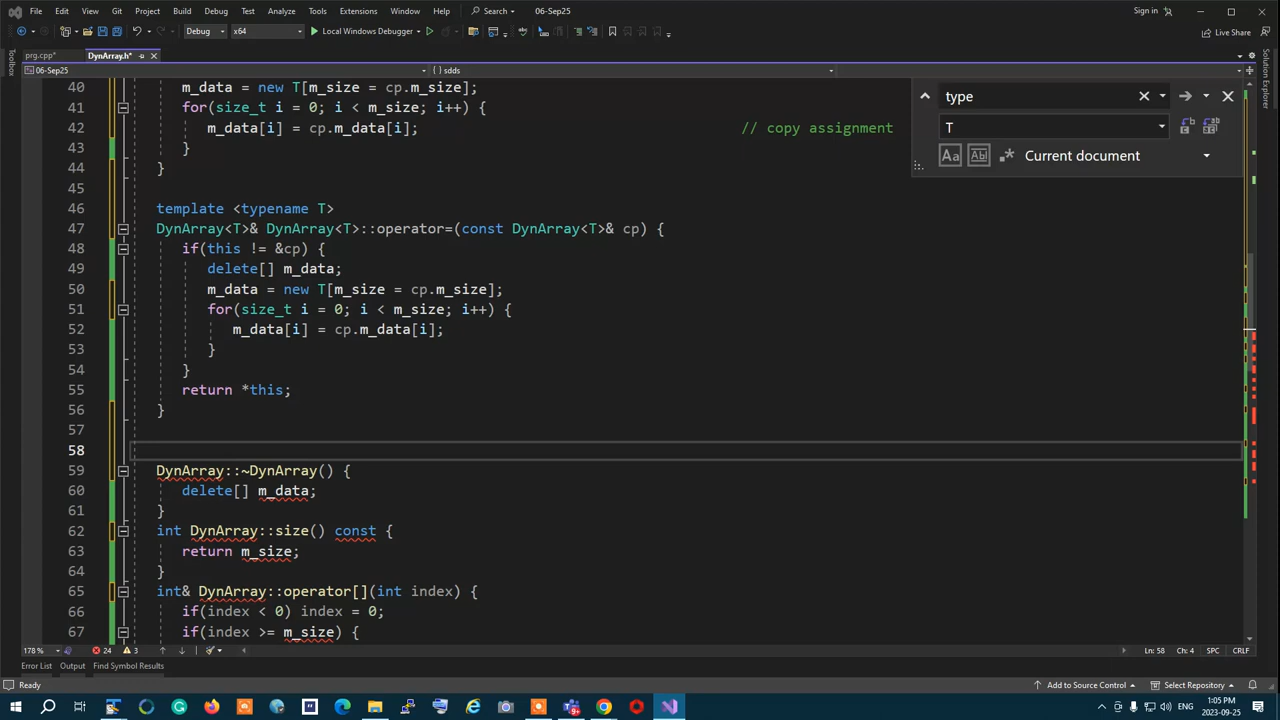 File Edit View Git Project Build Debug Test Analyze Tools Extensions Window Help Search 06-Sep25 Sign in
Debug x64 Local Windows Debugger Live Share
prg.cpp* DynArray.h*
06-Sep25 sdds
Toolbox
Solution Explorer
type
T
Aa Abl Current document
40 m_data = new T[m_size = cp.m_size];
41 for(size_t i = 0; i < m_size; i++) {
42 m_data[i] = cp.m_data[i]; // copy assignment
43 }
44 }
45
46 template <typename T>
47 DynArray<T>& DynArray<T>::operator=(const DynArray<T>& cp) {
48 if(this != &cp) {
49 delete[] m_data;
50 m_data = new T[m_size = cp.m_size];
51 for(size_t i = 0; i < m_size; i++) {
52 m_data[i] = cp.m_data[i];
53 }
54 }
55 return *this;
56 }
57
58
59 DynArray::~DynArray() {
60 delete[] m_data;
61 }
62 int DynArray::size() const {
63 return m_size;
64 }
65 int& DynArray::operator[](int index) {
66 if(index < 0) index = 0;
67 if(index >= m_size) {
178 % 24 3 Ln: 58 Ch: 4 SPC CRLF
Error List Output Find Symbol Results
Ready Add to Source Control Select Repository
ENG 1:05 PM
2023-09-25